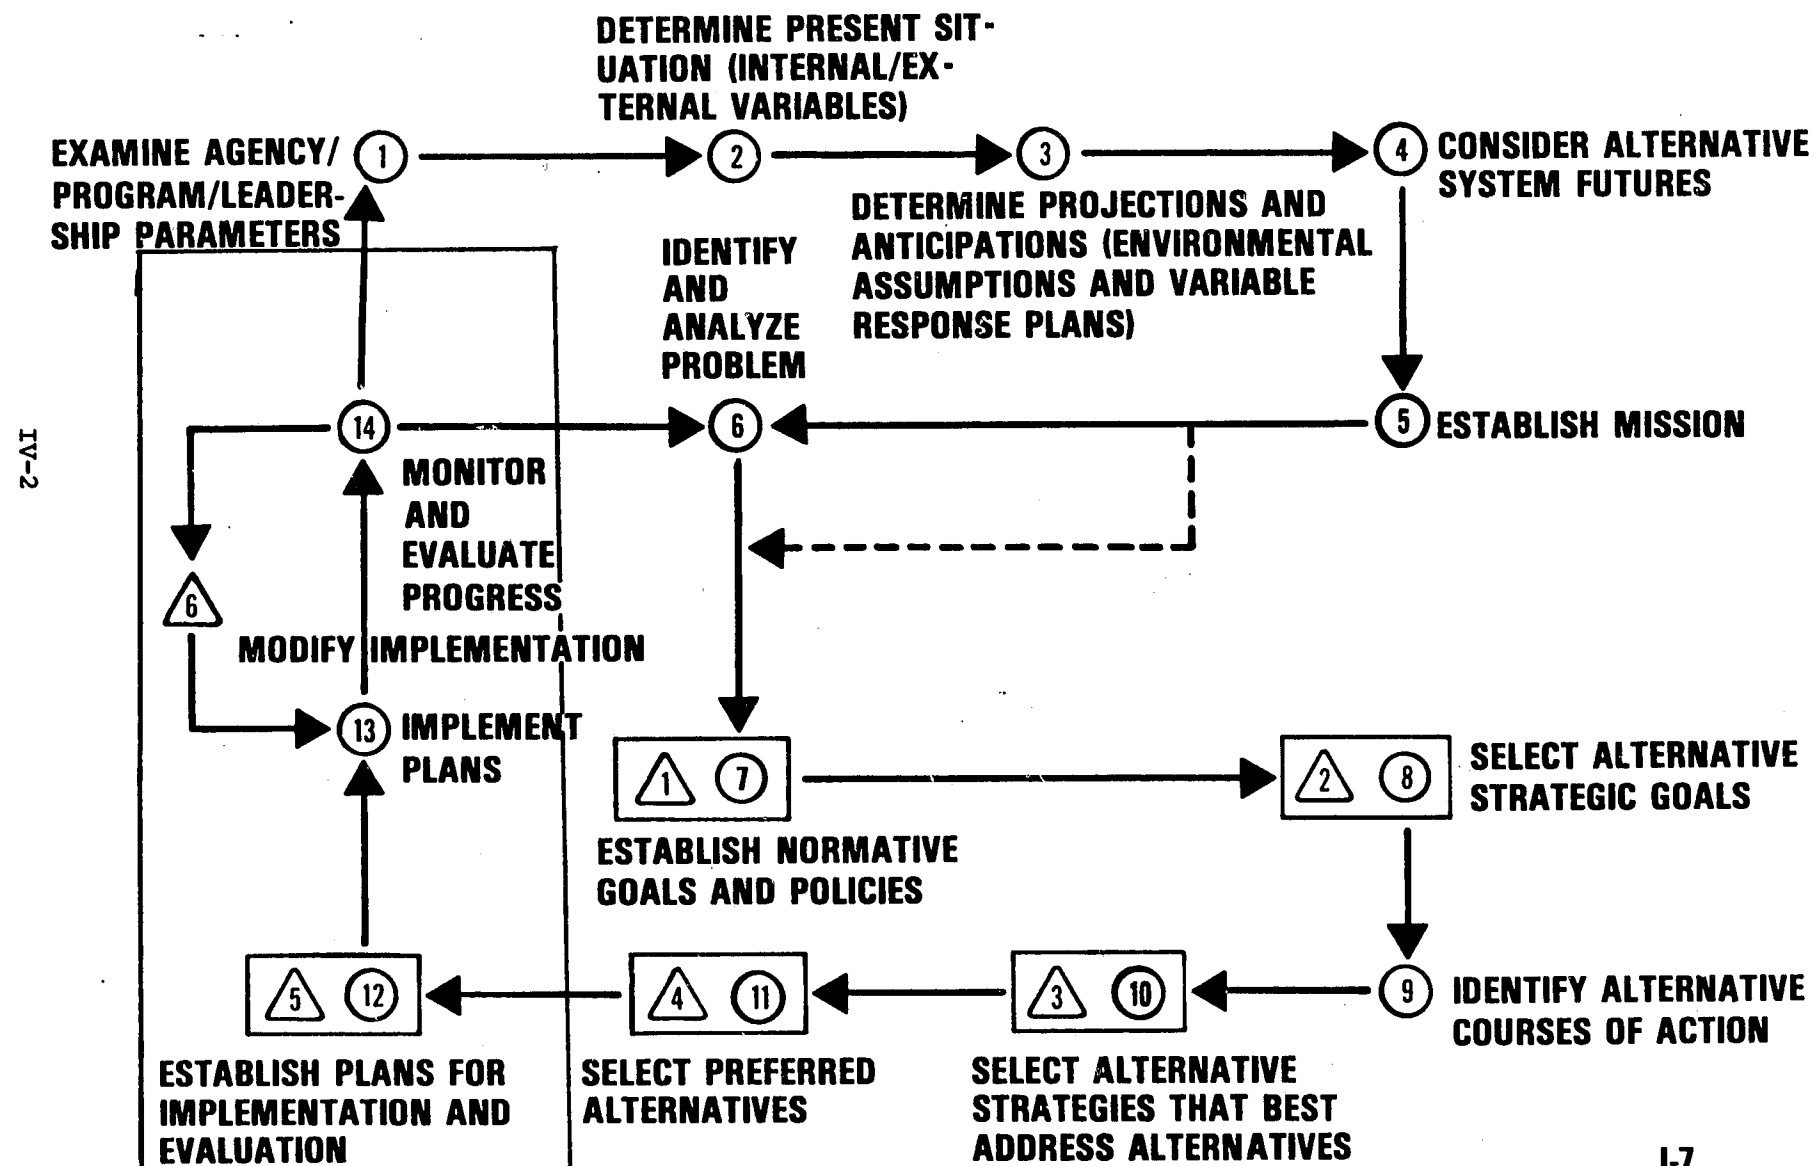 DETERMINE PRESENT SIT-
UATION (INTERNAL/EX-
TERNAL VARIABLES)
EXAMINE AGENCY/
PROGRAM/LEADER-
SHIP PARAMETERS
1
2
3
4
CONSIDER ALTERNATIVE
SYSTEM FUTURES
DETERMINE PROJECTIONS AND
ANTICIPATIONS (ENVIRONMENTAL
ASSUMPTIONS AND VARIABLE
RESPONSE PLANS)
IDENTIFY
AND
ANALYZE
PROBLEM
14
6
5
ESTABLISH MISSION
IV-2
MONITOR
AND
EVALUATE
PROGRESS
6
MODIFY IMPLEMENTATION
13
IMPLEMENT
PLANS
1 7
2 8
SELECT ALTERNATIVE
STRATEGIC GOALS
ESTABLISH NORMATIVE
GOALS AND POLICIES
5 12
4 11
3 10
9
IDENTIFY ALTERNATIVE
COURSES OF ACTION
ESTABLISH PLANS FOR
IMPLEMENTATION AND
EVALUATION
SELECT PREFERRED
ALTERNATIVES
SELECT ALTERNATIVE
STRATEGIES THAT BEST
ADDRESS ALTERNATIVES
I-7